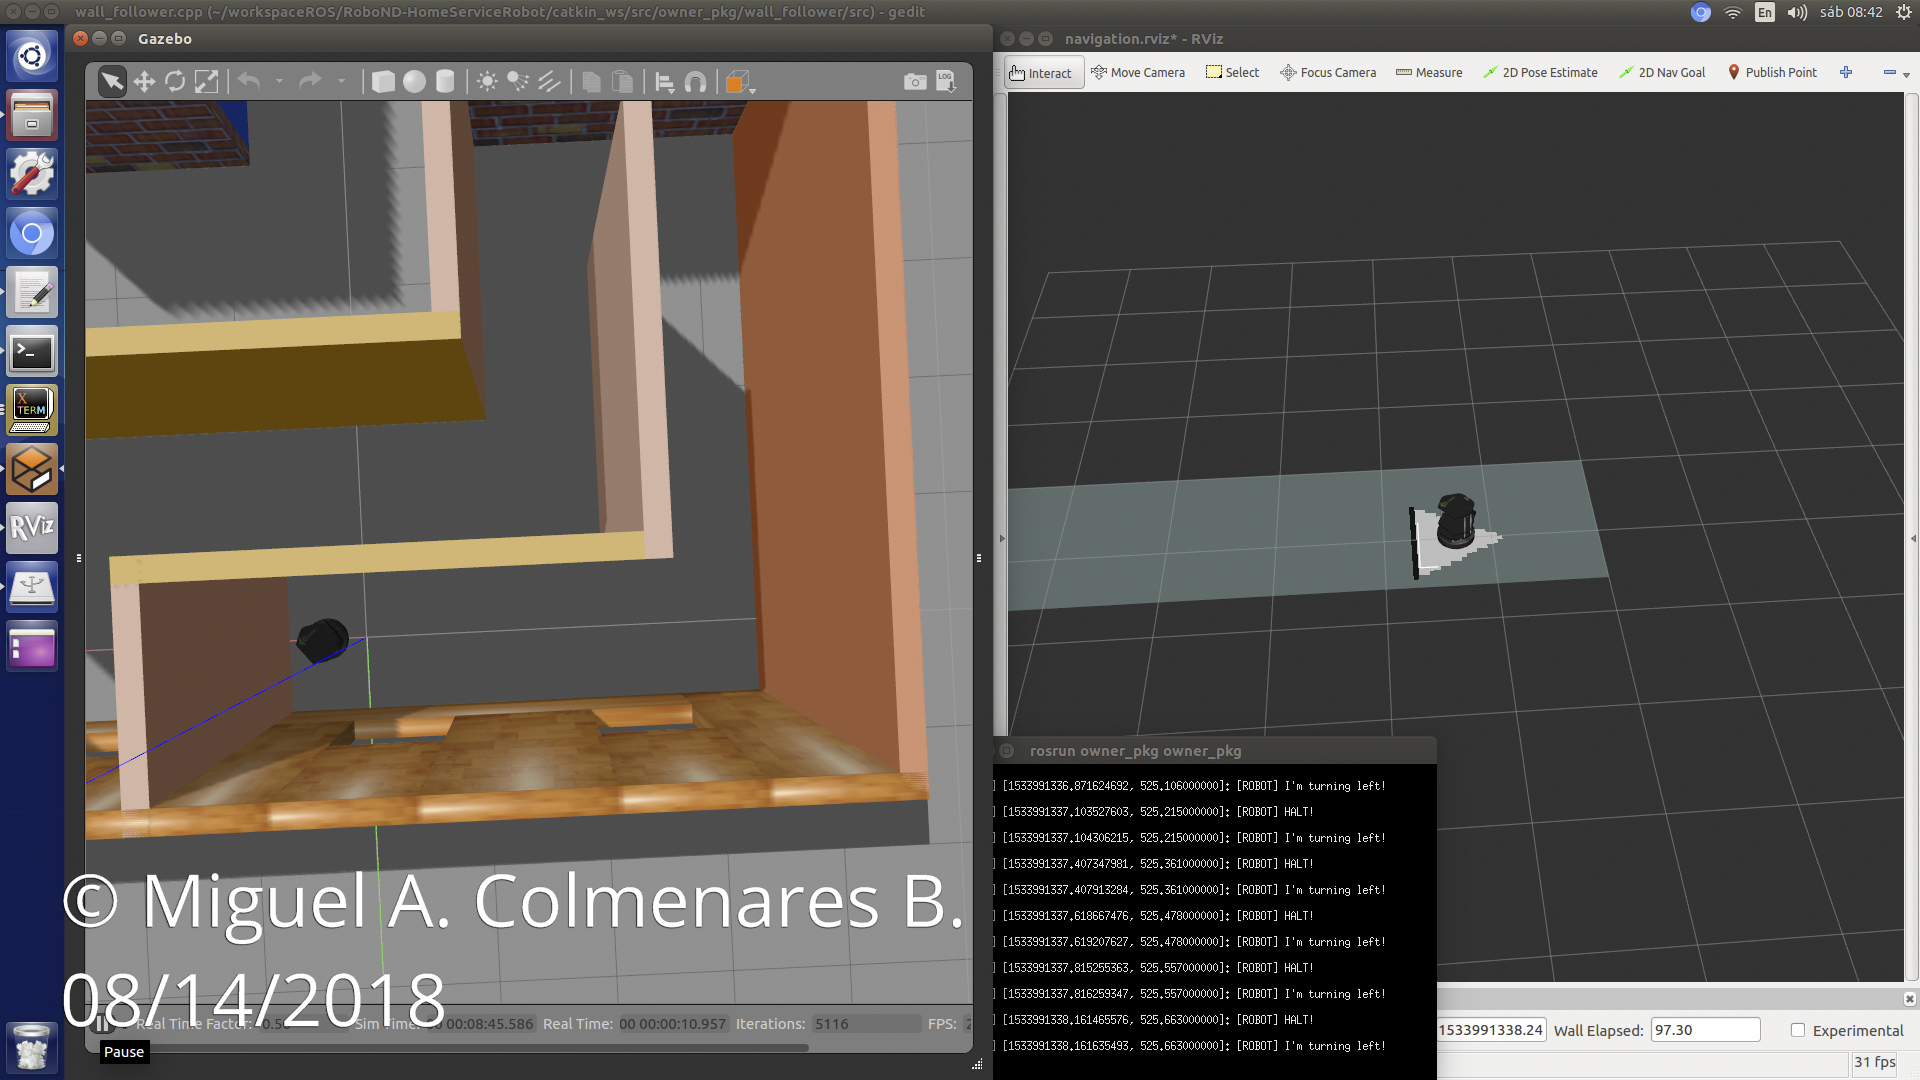 wall_follower.cpp (~/workspaceROS/RoboND-HomeServiceRobot/catkin_ws/src/owner_pkg/wall_follower/src) - gedit
En
sáb 08:42
Gazebo
navigation.rviz* - RViz
LOG
Interact
Move Camera
Select
Focus Camera
Measure
2D Pose Estimate
2D Nav Goal
Publish Point
X
TERM
RViz
rosrun owner_pkg owner_pkg
] [1533991336.871624692, 525.106000000]: [ROBOT] I'm turning left!
] [1533991337.103527603, 525.215000000]: [ROBOT] HALT!
] [1533991337.104306215, 525.215000000]: [ROBOT] I'm turning left!
] [1533991337.407347981, 525.361000000]: [ROBOT] HALT!
] [1533991337.407913284, 525.361000000]: [ROBOT] I'm turning left!
] [1533991337.618667476, 525.478000000]: [ROBOT] HALT!
] [1533991337.619207627, 525.478000000]: [ROBOT] I'm turning left!
] [1533991337.815255363, 525.557000000]: [ROBOT] HALT!
] [1533991337.816259347, 525.557000000]: [ROBOT] I'm turning left!
] [1533991338.161465576, 525.663000000]: [ROBOT] HALT!
] [1533991338.161635493, 525.663000000]: [ROBOT] I'm turning left!
© Miguel A. Colmenares B.
08/14/2018
Real Time Factor: Sim Time: 00:08:45.586 Real Time: 00 00:00:10.957 Iterations: 5116 FPS:
Pause
1533991338.24 Wall Elapsed: 97.30 Experimental
31 fps